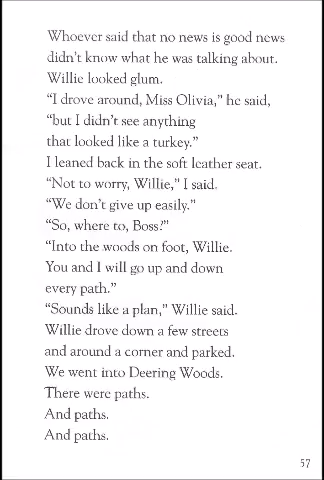 Whoever said that no news is good news
didn't know what he was talking about.
Willie looked glum.
“I drove around, Miss Olivia,” he said,
“but I didn't see anything
that looked like a turkey.”
I leaned back in the soft leather seat.
“Not to worry, Willie,” I said.
“We don't give up easily.”
“So, where to, Boss?”
“Into the woods on foot, Willie.
You and I will go up and down
every path.”
“Sounds like a plan,” Willie said.
Willie drove down a few streets
and around a corner and parked.
We went into Deering Woods.
There were paths.
And paths.
And paths.
57